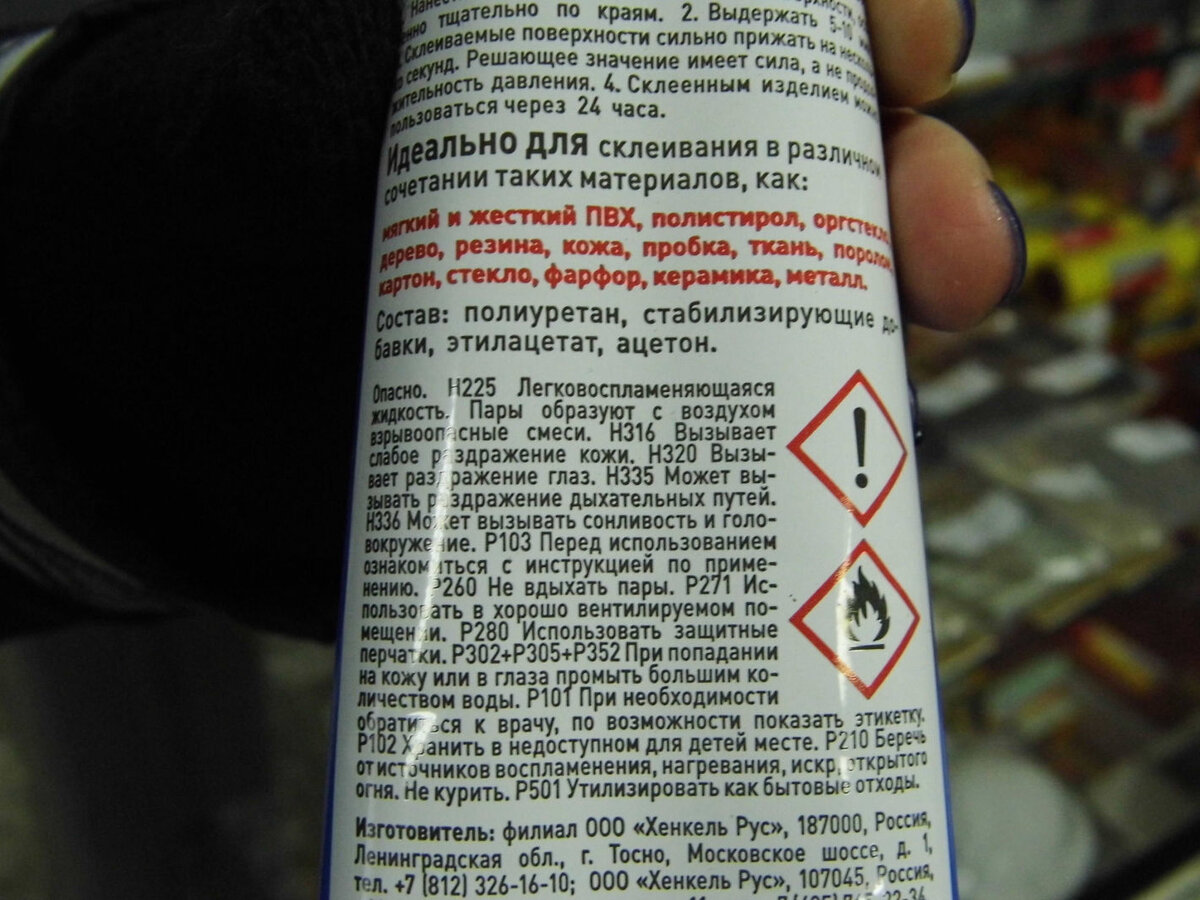 тщательно по краям. 2. Выдержать 5-10
Склеиваемые поверхности сильно прижать на
секунд. Решающее значение имеет сила, а не
давления. 4. Склеенным изделием
пользоваться через 24 часа.
Идеально для склеивания в различном
сочетании таких материалов, как:
мягкий и жесткий ПВХ, полистирол, оргстекло
дерево, резина, кожа, пробка, ткань, поролон,
картон, стекло, фарфор, керамика, металл.
Состав: полиуретан, стабилизирующие до-
бавки, этилацетат, ацетон.
Опасно. H225 Легковоспламеняющаяся
жидкость. Пары образуют с воздухом
взрывоопасные смеси. H316 Вызывает
слабое раздражение кожи. H320 Вызы-
вает раздражение глаз. H335 Может вы-
зывать раздражение дыхательных путей.
H336 Может вызывать сонливость и голо-
вокружение. P103 Перед использованием
ознакомиться с инструкцией по приме-
нению. P260 Не вдыхать пары. P271 Ис-
пользовать в хорошо вентилируемом по-
мещении. P280 Использовать защитные
перчатки. P302+P305+P352 При попадании
на кожу или в глаза промыть большим ко-
личеством воды. P101 При необходимости
обратиться к врачу, по возможности показать этикетку.
P102 Хранить в недоступном для детей месте. P210 Беречь
от источников воспламенения, нагревания, искр, открытого
огня. Не курить. P501 Утилизировать как бытовые отходы.
Изготовитель: филиал ООО «Хенкель Рус», 187000, Россия,
Ленинградская обл., г. Тосно, Московское шоссе, д. 1,
тел. +7 (812) 326-16-10; ООО «Хенкель Рус», 107045, Россия,